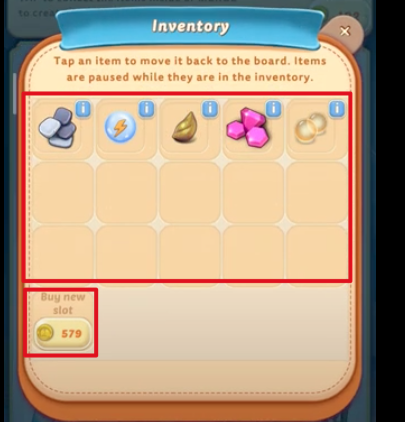 Inventory
Tap an item to move it back to the board. Items
are paused while they are in the inventory.
i i i i i
Buy new
slot
579